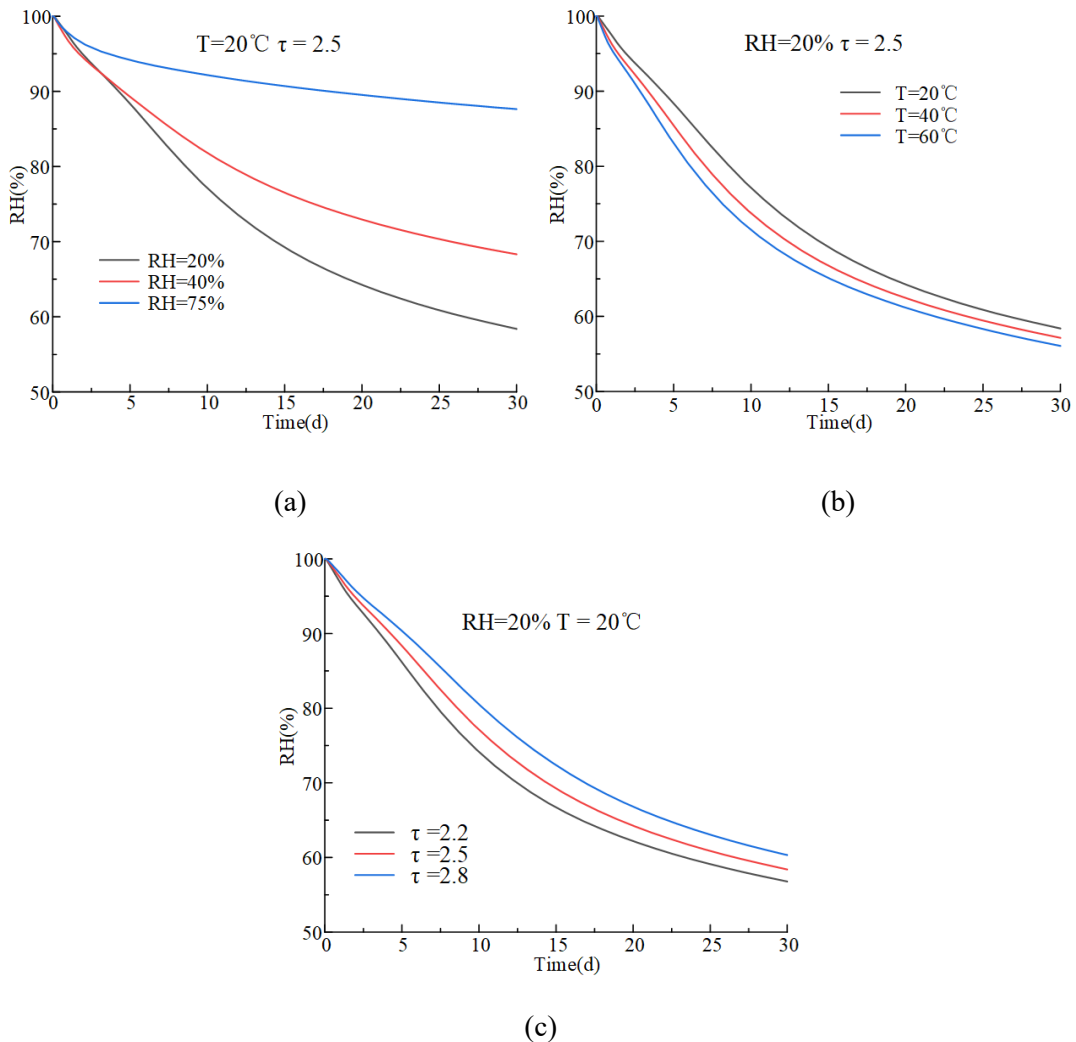 T=20℃ τ = 2.5
RH(%)
100
90
80
70
60
50
RH=20%
RH=40%
RH=75%
0 5 10 15 20 25 30
Time(d)
(a)
RH=20% τ = 2.5
RH(%)
100
90
80
70
60
50
T=20℃
T=40℃
T=60℃
0 5 10 15 20 25 30
Time(d)
(b)
RH=20% T = 20℃
RH(%)
100
90
80
70
60
50
τ =2.2
τ =2.5
τ =2.8
0 5 10 15 20 25 30
Time(d)
(c)